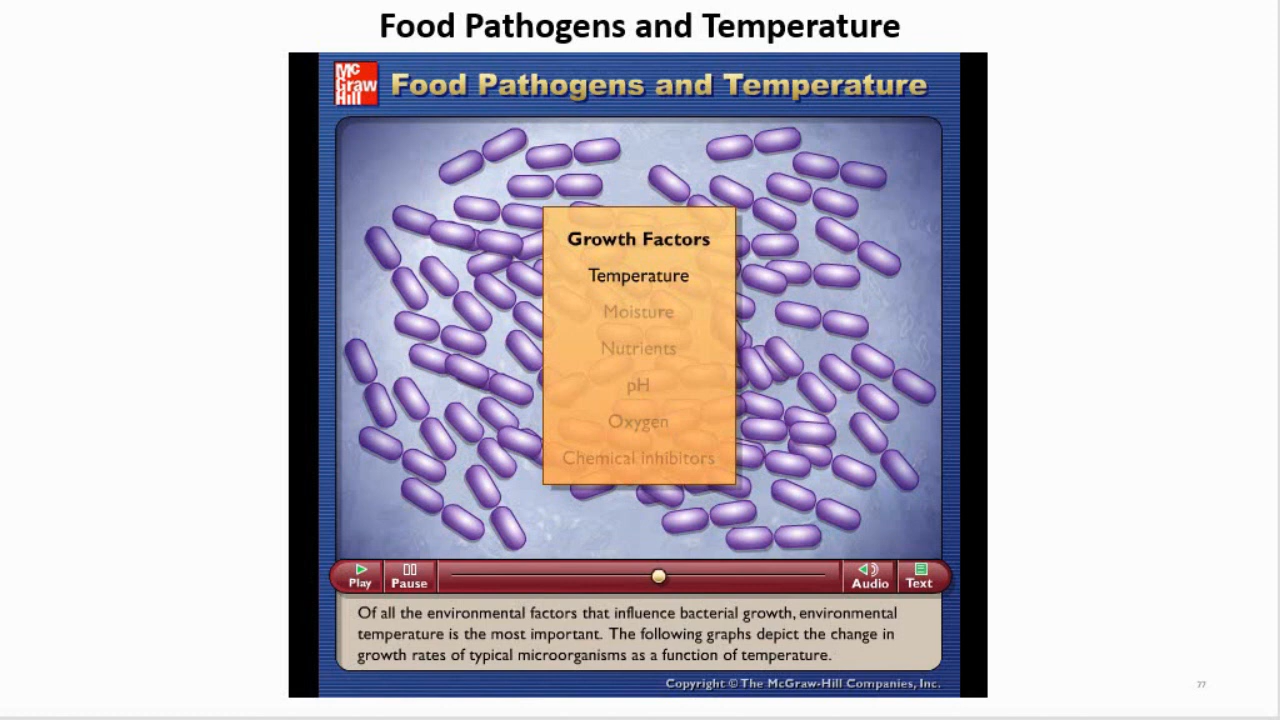 Food Pathogens and Temperature
Mc
Graw
Hill
Food Pathogens and Temperature
Growth Factors
Temperature
Moisture
Nutrients
pH
Oxygen
Chemical inhibitors
Play
Pause
Audio
Text
Of all the environmental factors that influence bacterial growth, environmental
temperature is the most important. The following graphs depict the change in
growth rates of typical microorganisms as a function of temperature.
Copyright © The McGraw-Hill Companies, Inc.
77